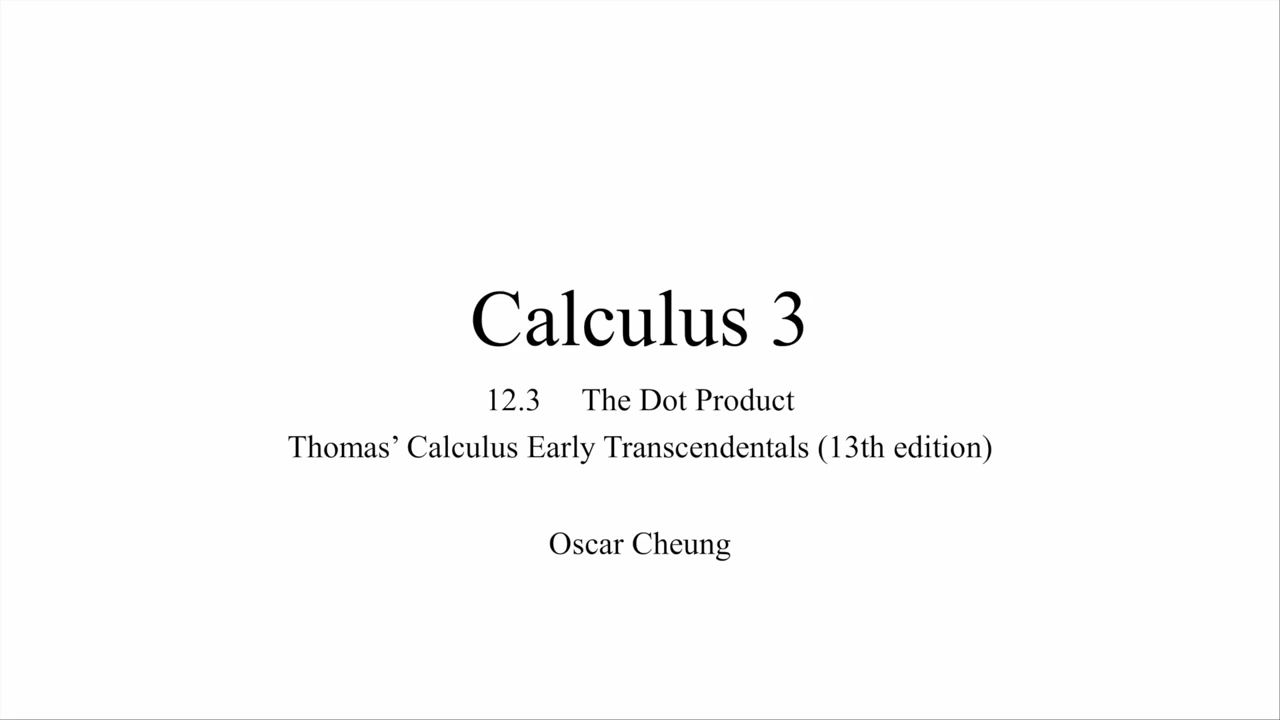 Calculus 3
12.3 The Dot Product
Thomas’ Calculus Early Transcendentals (13th edition)
Oscar Cheung